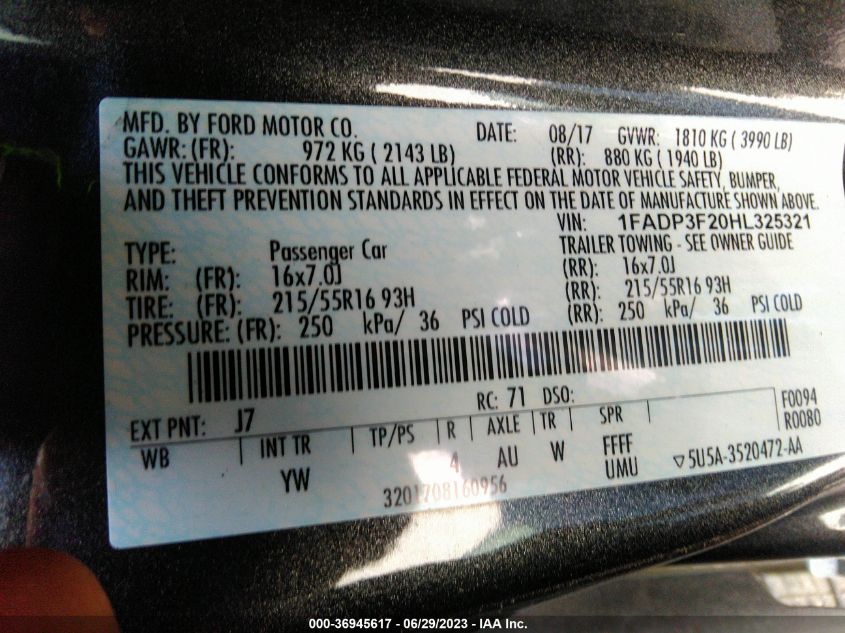 MFD. BY FORD MOTOR CO. DATE: 08/17 GVWR: 1810 KG ( 3990 LB)
GAWR: (FR): 972 KG ( 2143 LB) (RR): 880 KG ( 1940 LB)
THIS VEHICLE CONFORMS TO ALL APPLICABLE FEDERAL MOTOR VEHICLE SAFETY, BUMPER,
AND THEFT PREVENTION STANDARDS IN EFFECT ON THE DATE OF MANUFACTURE SHOWN ABOVE.
VIN: 1FADP3F20HL325321
TYPE: Passenger Car TRAILER TOWING - SEE OWNER GUIDE
RIM: (FR): 16x7.0J (RR): 16x7.0J
TIRE: (FR): 215/55R16 93H (RR): 215/55R16 93H
PRESSURE: (FR): 250 kPa/ 36 PSI COLD (RR): 250 kPa/ 36 PSI COLD
EXT PNT: J7 RC: 71 DSO: F0094
R0080
WB INT TR TP/PS R AXLE TR SPR
YW 4 AU W FFFF
UMU ▽5U5A-3520472-AA
3201708160956
000-36945617 / 06/29/2023 - IAA Inc.